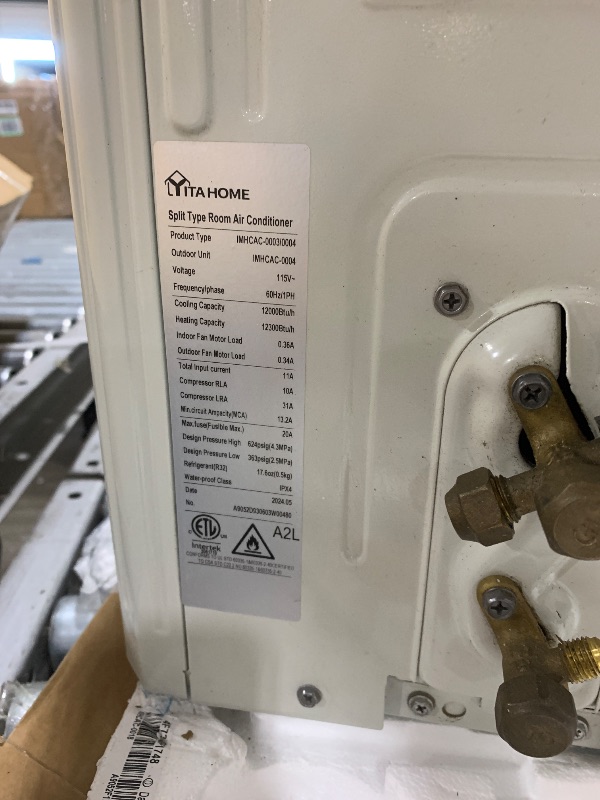 YITAHOME
Split Type Room Air Conditioner
Product Type IMHCAC-0003/0004
Outdoor Unit IMHCAC-0004
Voltage 115V~
Frequency/phase 60Hz/1PH
Cooling Capacity 12000Btu/h
Heating Capacity 12300Btu/h
Indoor Fan Motor Load 0.36A
Outdoor Fan Motor Load 0.34A
Total Input current 11A
Compressor RLA 10A
Compressor LRA 31A
Min.circuit Ampacity(MCA) 13.2A
Max.fuse(Fusible Max.) 20A
Design Pressure High 624psig(4.3MPa)
Design Pressure Low 363psig(2.5MPa)
Refrigerant(R32) 17.6oz(0.5kg)
Water-proof Class IPX4
Date 2024.05
No A9052D930603W00480
ETL
Intertek
A2L